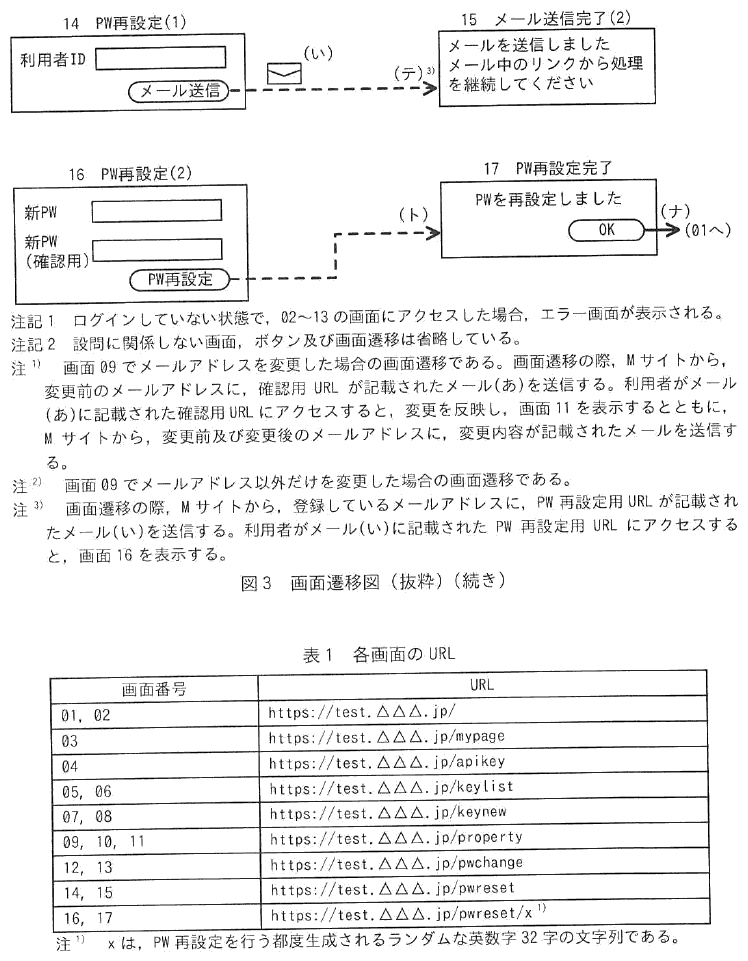 14 PW再設定(1)
利用者ID
メール送信
(い)
(テ)3)
15 メール送信完了(2)
メールを送信しました
メール中のリンクから処理
を継続してください
16 PW再設定(2)
新PW
新PW
(確認用)
PW再設定
(ト)
17 PW再設定完了
PWを再設定しました
OK
(ナ)
(01へ)
注記1 ログインしていない状態で，02～13の画面にアクセスした場合，エラー画面が表示される。
注記2 設問に関係しない画面，ボタン及び画面遷移は省略している。
注1) 画面09でメールアドレスを変更した場合の画面遷移である。画面遷移の際，Mサイトから，
変更前のメールアドレスに，確認用URLが記載されたメール(あ)を送信する。利用者がメール
(あ)に記載された確認用URLにアクセスすると，変更を反映し，画面11を表示するとともに，
Mサイトから，変更前及び変更後のメールアドレスに，変更内容が記載されたメールを送信す
る。
注2) 画面09でメールアドレス以外だけを変更した場合の画面遷移である。
注3) 画面遷移の際，Mサイトから，登録しているメールアドレスに，PW再設定用URLが記載され
たメール(い)を送信する。利用者がメール(い)に記載されたPW再設定用URLにアクセスする
と，画面16を表示する。
図3 画面遷移図（抜粋）（続き）
表1 各画面のURL
画面番号 URL
01, 02 https://test.△△△.jp/
03 https://test.△△△.jp/mypage
04 https://test.△△△.jp/apikey
05, 06 https://test.△△△.jp/keylist
07, 08 https://test.△△△.jp/keynew
09, 10, 11 https://test.△△△.jp/property
12, 13 https://test.△△△.jp/pwchange
14, 15 https://test.△△△.jp/pwreset
16, 17 https://test.△△△.jp/pwreset/x 1)
注1) xは，PW再設定を行う都度生成されるランダムな英数字32字の文字列である。